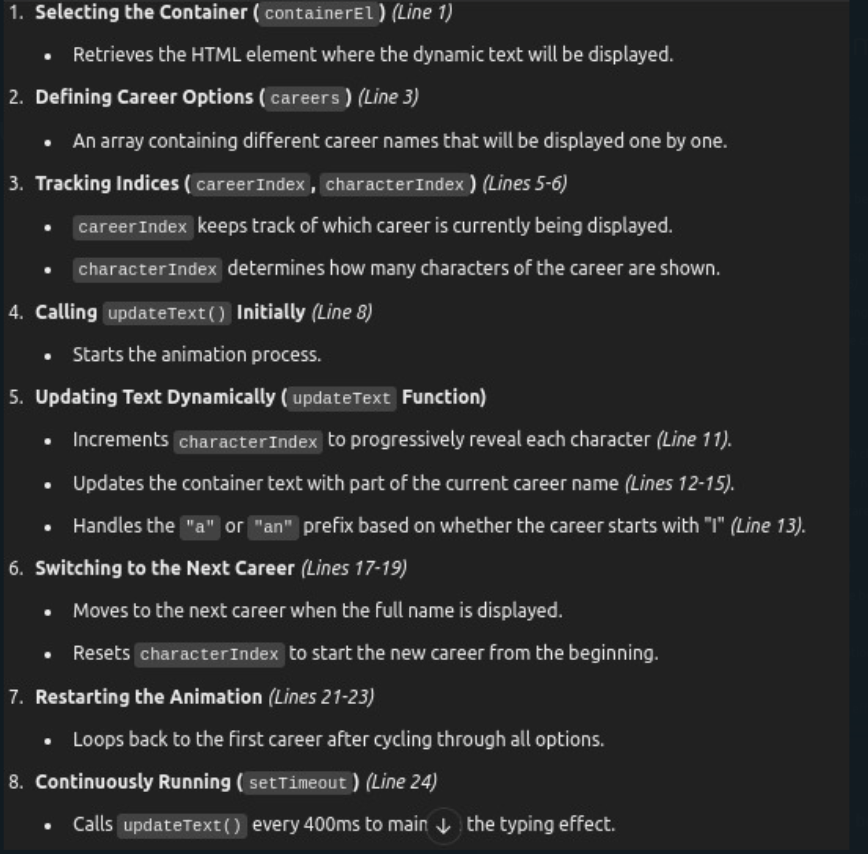 1. Selecting the Container (containerEl) (Line 1)
• Retrieves the HTML element where the dynamic text will be displayed.
2. Defining Career Options (careers) (Line 3)
• An array containing different career names that will be displayed one by one.
3. Tracking Indices (careerIndex, characterIndex) (Lines 5-6)
• careerIndex keeps track of which career is currently being displayed.
• characterIndex determines how many characters of the career are shown.
4. Calling updateText() Initially (Line 8)
• Starts the animation process.
5. Updating Text Dynamically (updateText Function)
• Increments characterIndex to progressively reveal each character (Line 11).
• Updates the container text with part of the current career name (Lines 12-15).
• Handles the "a" or "an" prefix based on whether the career starts with "I" (Line 13).
6. Switching to the Next Career (Lines 17-19)
• Moves to the next career when the full name is displayed.
• Resets characterIndex to start the new career from the beginning.
7. Restarting the Animation (Lines 21-23)
• Loops back to the first career after cycling through all options.
8. Continuously Running (setTimeout) (Line 24)
• Calls updateText() every 400ms to main the typing effect.